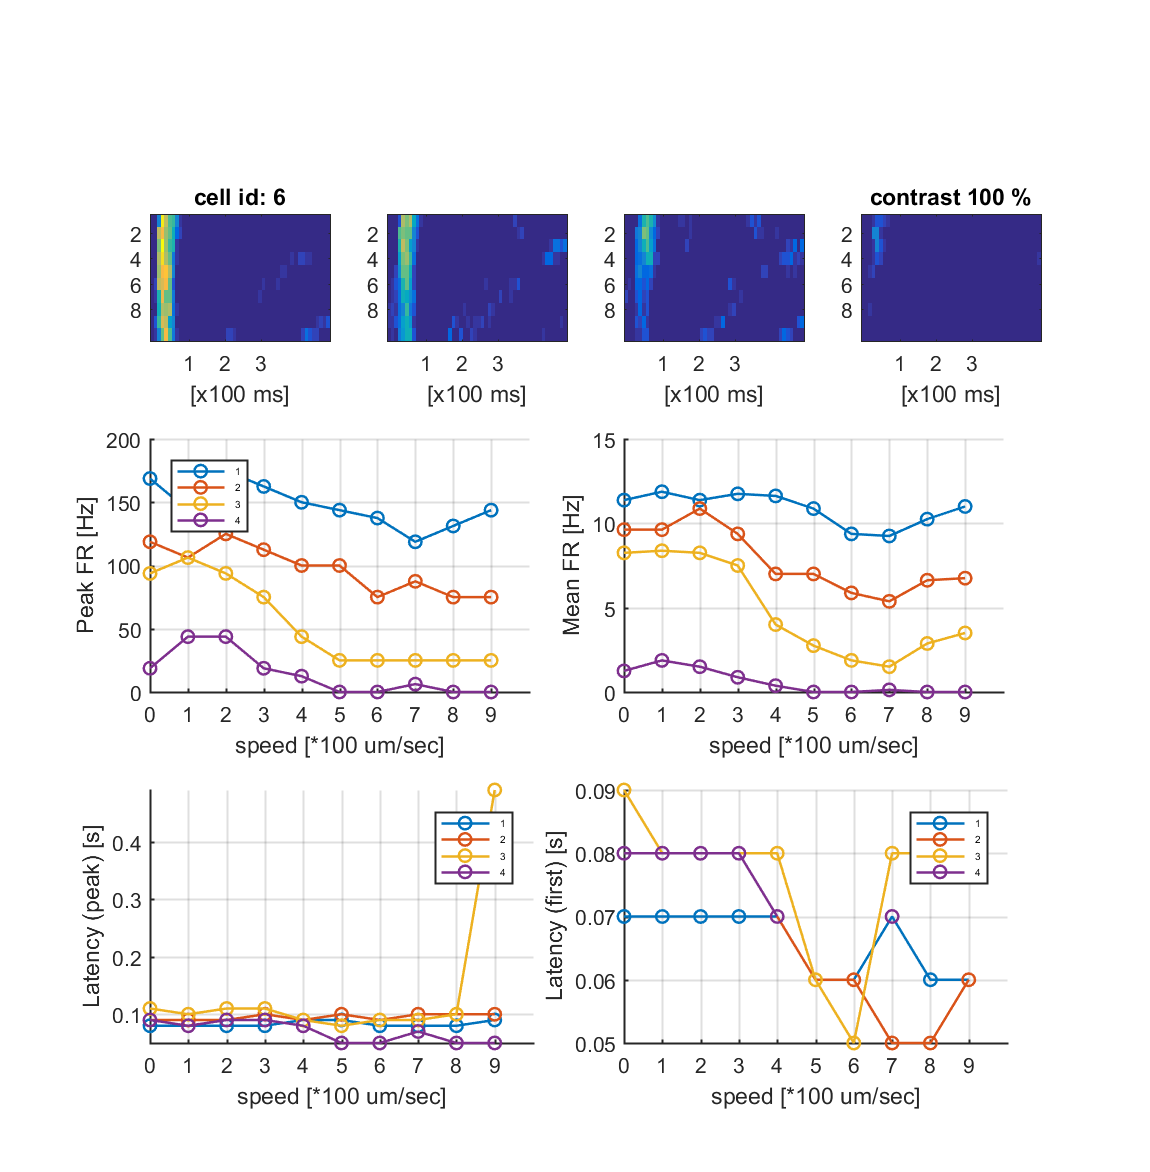 cell id: 6
contrast 100 %
2
4
6
8
2
4
6
8
2
4
6
8
2
4
6
8
1 2 3
1 2 3
1 2 3
1 2 3
[x100 ms]
[x100 ms]
[x100 ms]
[x100 ms]
200
150
100
50
0
Peak FR [Hz]
1
2
3
4
0 1 2 3 4 5 6 7 8 9
speed [*100 um/sec]
15
10
5
0
Mean FR [Hz]
0 1 2 3 4 5 6 7 8 9
speed [*100 um/sec]
0.4
0.3
0.2
0.1
Latency (peak) [s]
1
2
3
4
0 1 2 3 4 5 6 7 8 9
speed [*100 um/sec]
0.09
0.08
0.07
0.06
0.05
Latency (first) [s]
1
2
3
4
0 1 2 3 4 5 6 7 8 9
speed [*100 um/sec]